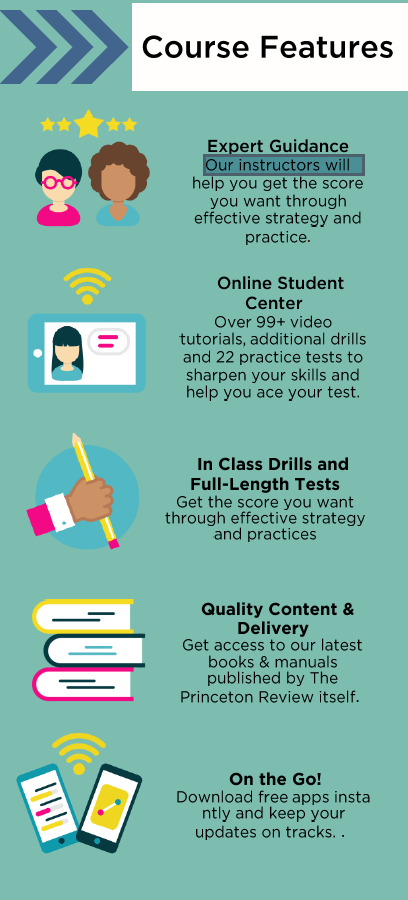 Course Features
Expert Guidance
Our instructors will
help you get the score
you want through
effective strategy and
practice.
Online Student
Center
Over 99+ video
tutorials, additional drills
and 22 practice tests to
sharpen your skills and
help you ace your test.
In Class Drills and
Full-Length Tests
Get the score you want
through effective strategy
and practices
Quality Content &
Delivery
Get access to our latest
books & manuals
published by The
Princeton Review itself.
On the Go!
Download free apps insta
ntly and keep your
updates on tracks. .